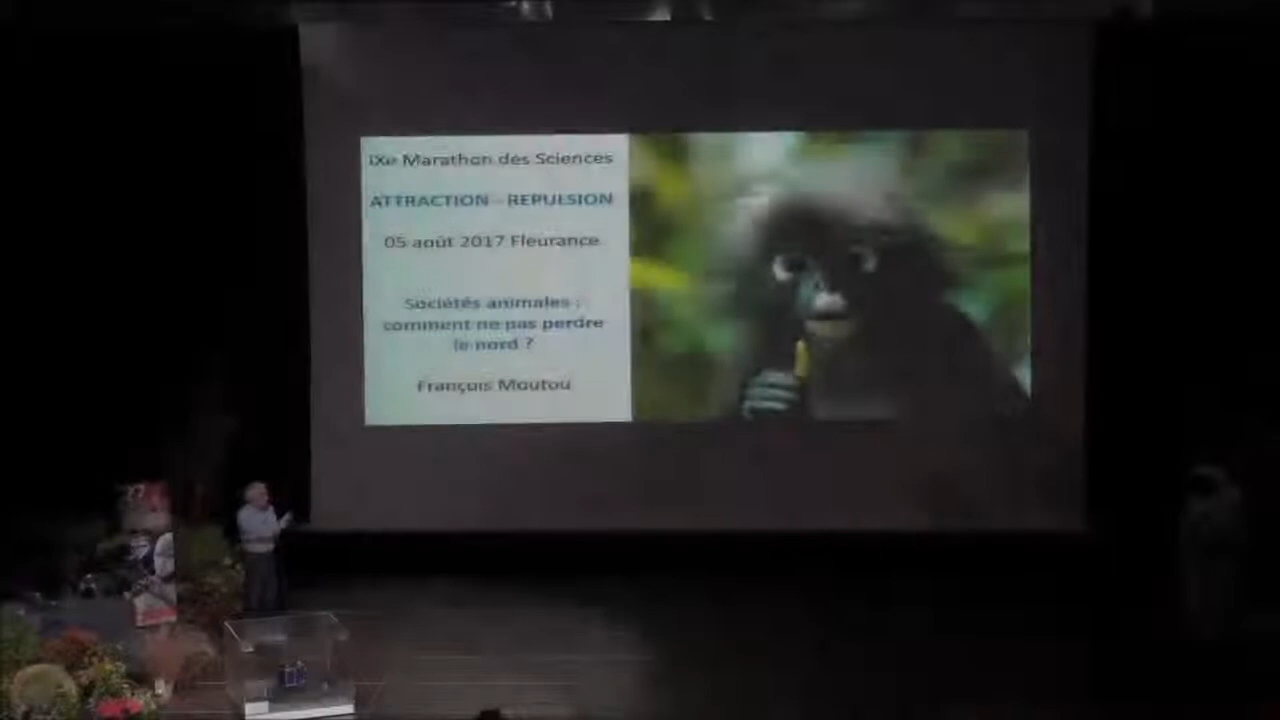 IXe Marathon des Sciences
ATTRACTION - REPULSION
05 août 2017 Fleurance
Sociétés animales :
comment ne pas perdre
le nord ?
François Moutou